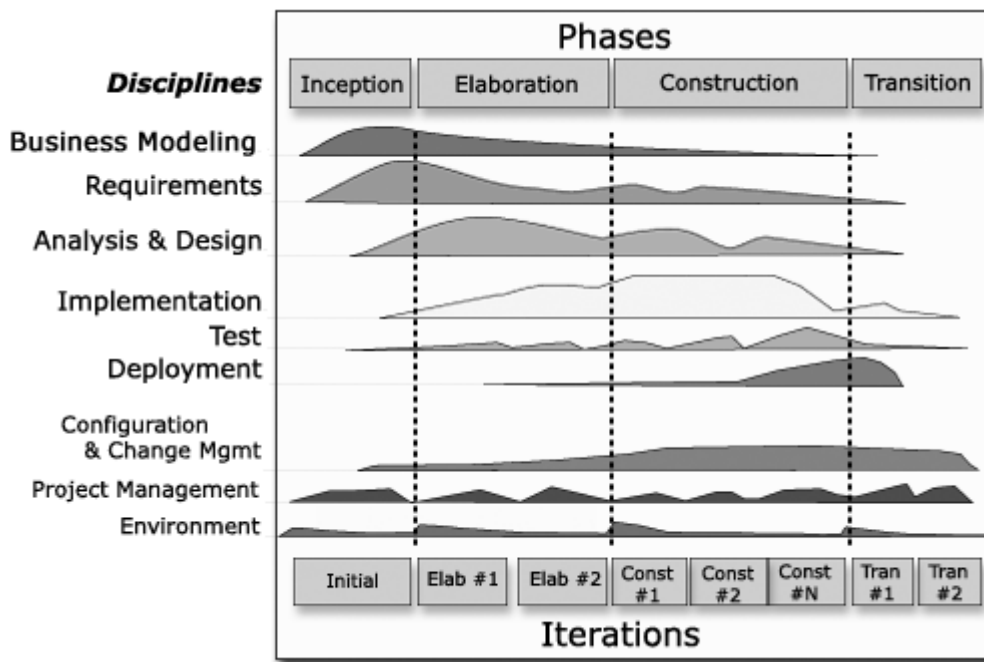 Phases
Disciplines
Inception
Elaboration
Construction
Transition
Business Modeling
Requirements
Analysis & Design
Implementation
Test
Deployment
Configuration
& Change Mgmt
Project Management
Environment
Initial
Elab #1
Elab #2
Const
#1
Const
#2
Const
#N
Tran
#1
Tran
#2
Iterations